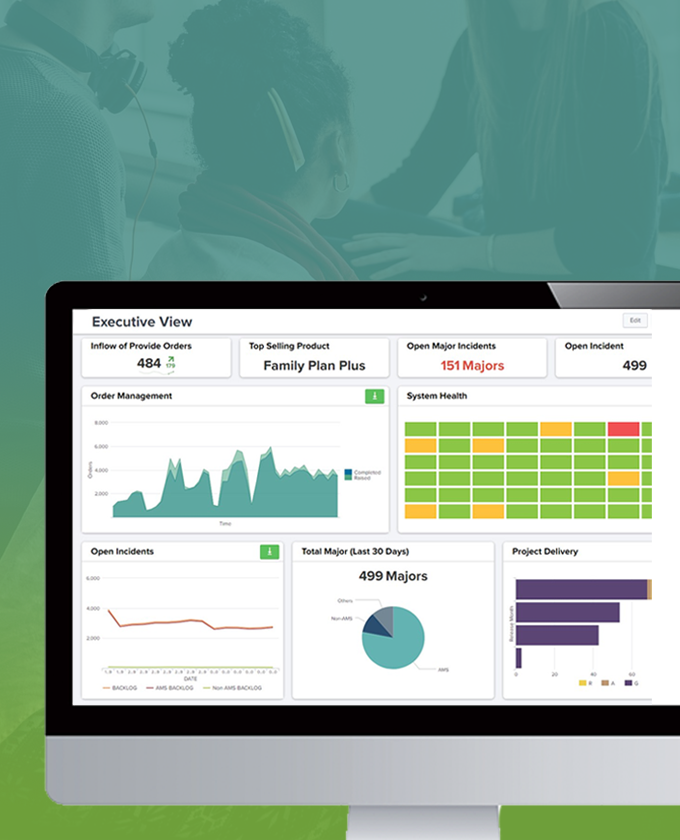 Executive View
Edit
Inflow of Provide Orders
484
179
Top Selling Product
Family Plan Plus
Open Major Incidents
151 Majors
Open Incident
499
Order Management
System Health
8,000
6,000
4,000
2,000
Orders
Time
Completed
Raised
Open Incidents
Total Major (Last 30 Days)
Project Delivery
6,000
4,000
2,000
DATE
BACKLOG
AMS BACKLOG
Non AMS BACKLOG
499 Majors
Others
Non-AMS
AMS
Release Month
0 20 40 60
R A G